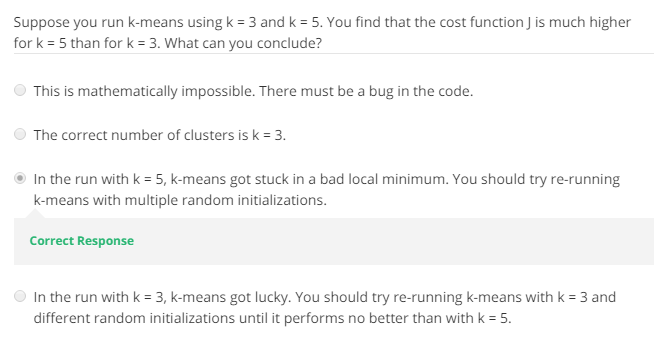 Suppose you run k-means using k = 3 and k = 5. You find that the cost function J is much higher
for k = 5 than for k = 3. What can you conclude?
This is mathematically impossible. There must be a bug in the code.
The correct number of clusters is k = 3.
In the run with k = 5, k-means got stuck in a bad local minimum. You should try re-running
k-means with multiple random initializations.
Correct Response
In the run with k = 3, k-means got lucky. You should try re-running k-means with k = 3 and
different random initializations until it performs no better than with k = 5.